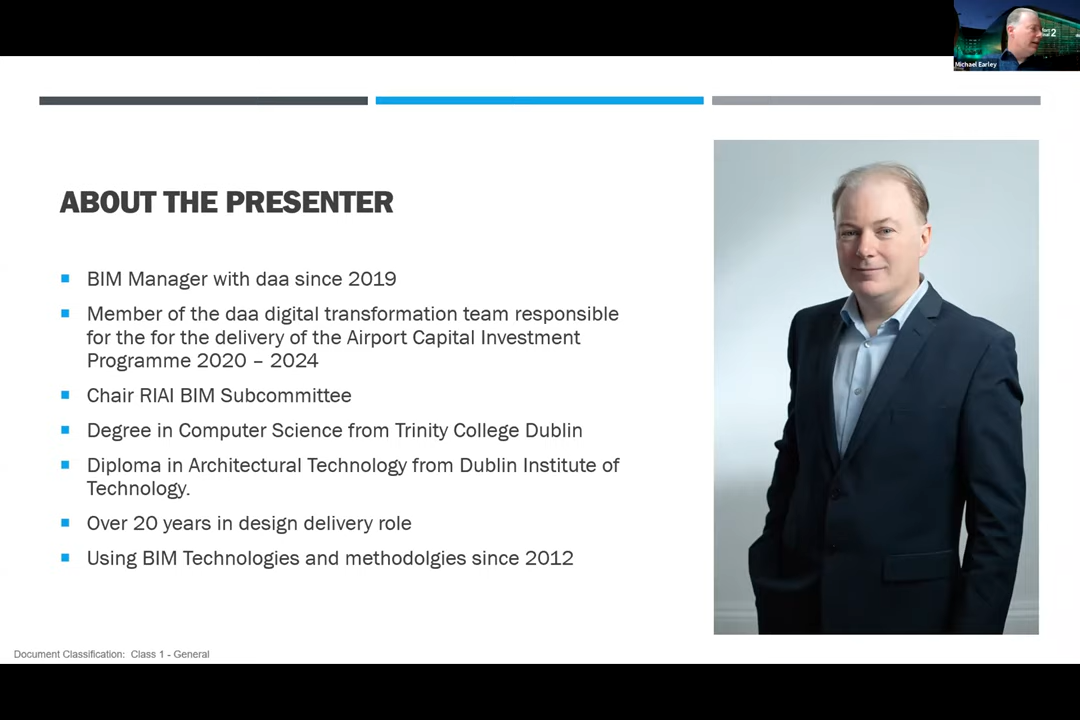 2
Michael Earley
ABOUT THE PRESENTER
BIM Manager with daa since 2019
Member of the daa digital transformation team responsible
for the for the delivery of the Airport Capital Investment
Programme 2020 – 2024
Chair RIAI BIM Subcommittee
Degree in Computer Science from Trinity College Dublin
Diploma in Architectural Technology from Dublin Institute of
Technology.
Over 20 years in design delivery role
Using BIM Technologies and methodolgies since 2012
Document Classification: Class 1 - General